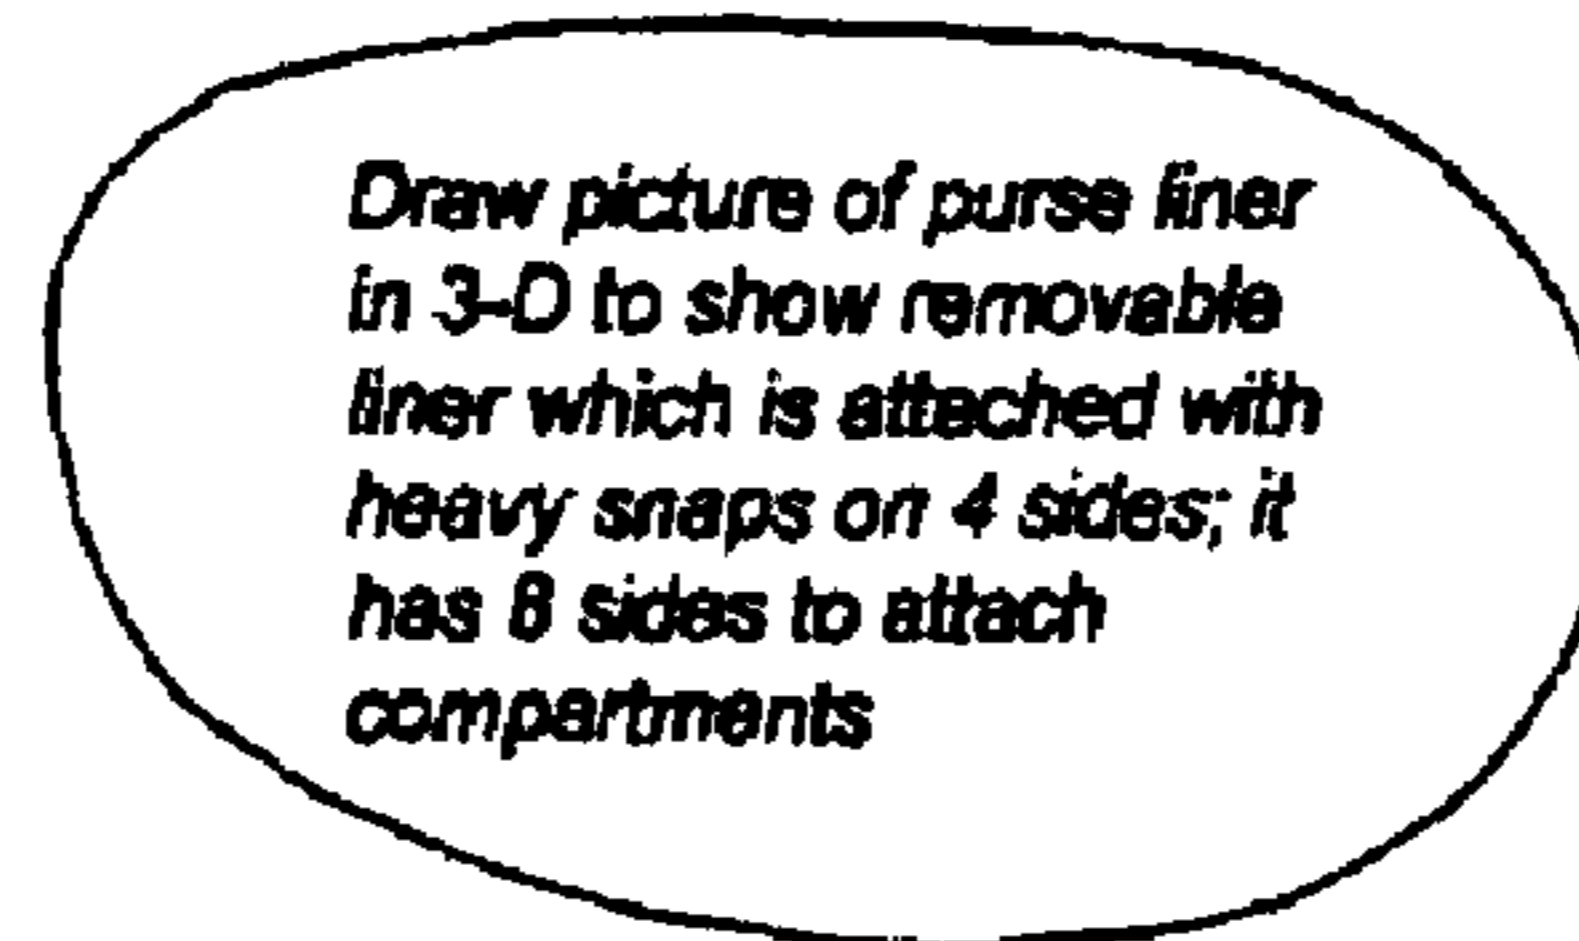 Draw picture of purse liner
in 3-D to show removable
liner which is attached with
heavy snaps on 4 sides; it
has 8 sides to attach
compartments